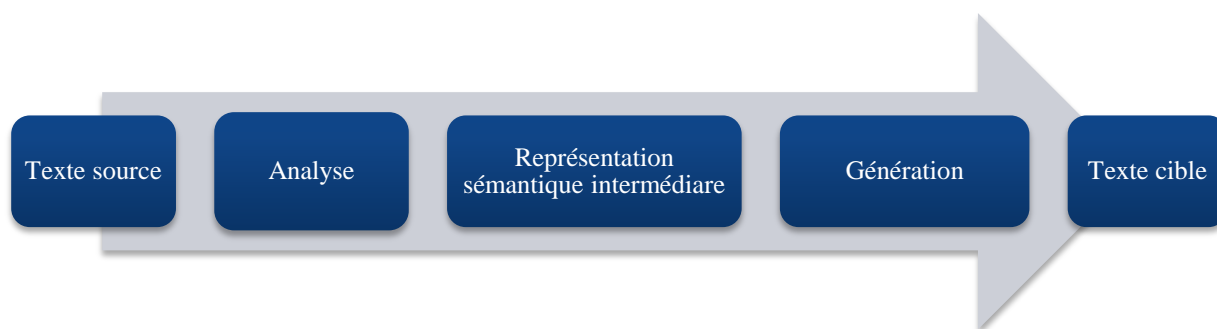 Texte source
Analyse
Représentation
sémantique intermédiare
Génération
Texte cible